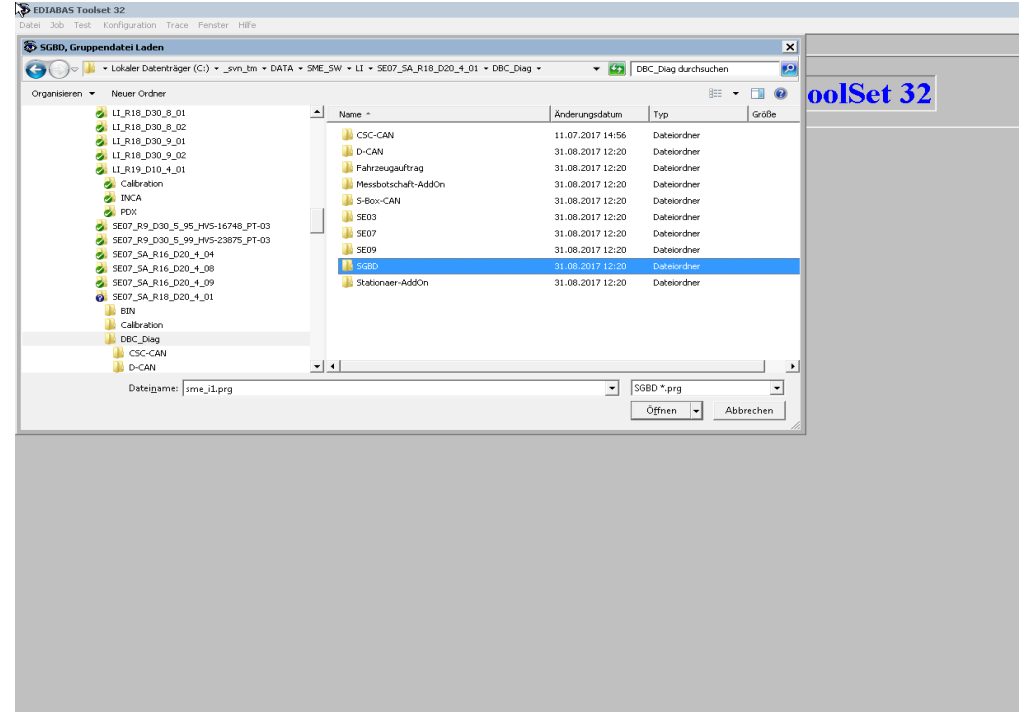 EDIABAS Toolset 32
Datei Job Test Konfiguration Trace Fenster Hilfe
SGBD, Gruppendatei Laden
Lokaler Datenträger (C:) _svn_tm DATA SME_SW LI SE07_SA_R18_D20_4_01 DBC_Diag
DBC_Diag durchsuchen
Organisieren Neuer Ordner
oolSet 32
LI_R18_D30_8_01
LI_R18_D30_8_02
LI_R18_D30_9_01
LI_R18_D30_9_02
LI_R19_D10_4_01
Calibration
INCA
PDX
SE07_R9_D30_5_95_HVS-16748_PT-03
SE07_R9_D30_5_99_HVS-23875_PT-03
SE07_SA_R16_D20_4_04
SE07_SA_R16_D20_4_08
SE07_SA_R16_D20_4_09
SE07_SA_R18_D20_4_01
BIN
Calibration
DBC_Diag
CSC-CAN
D-CAN
Name Änderungsdatum Typ Größe
CSC-CAN 11.07.2017 14:56 Dateiordner
D-CAN 31.08.2017 12:20 Dateiordner
Fahrzeugauftrag 31.08.2017 12:20 Dateiordner
Messbotschaft-AddOn 31.08.2017 12:20 Dateiordner
S-Box-CAN 31.08.2017 12:20 Dateiordner
SE03 31.08.2017 12:20 Dateiordner
SE07 31.08.2017 12:20 Dateiordner
SE09 31.08.2017 12:20 Dateiordner
SGBD 31.08.2017 12:20 Dateiordner
Stationaer-AddOn 31.08.2017 12:20 Dateiordner
Dateiname: sme_i1.prg SGBD *.prg
Öffnen Abbrechen